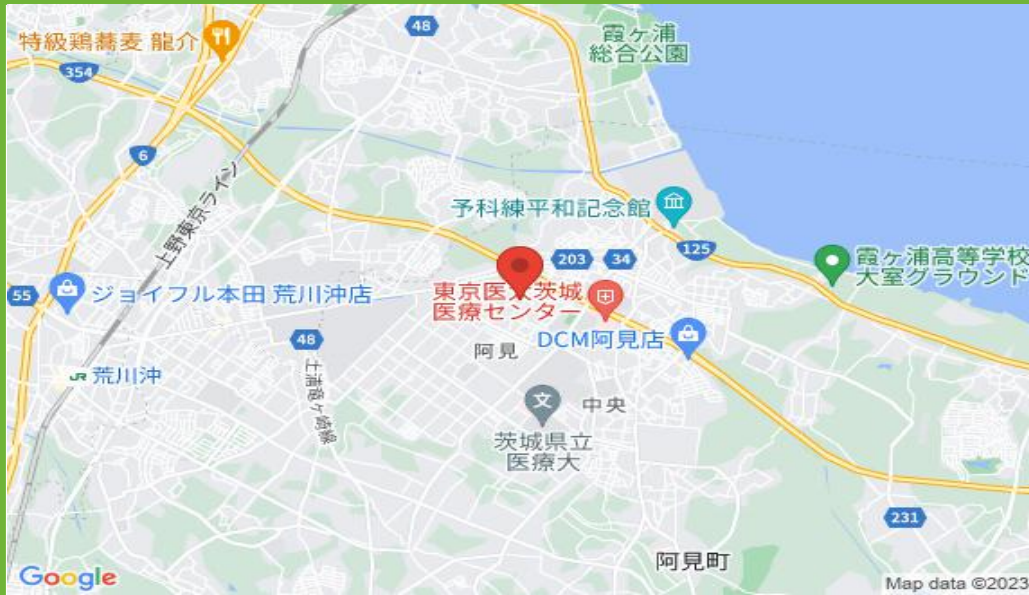 特級鶏蕎麦 龍介
48
霞ヶ浦
総合公園
354
6
上野東京ライン
予科練平和記念館
125
203
34
霞ヶ浦高等学校
大室グラウンド
55
ジョイフル本田 荒川沖店
東京医大茨城
医療センター
DCM阿見店
48
阿見
JR 荒川沖
土浦竜ヶ崎線
中央
文
茨城県立
医療大
231
阿見町
Google
Map data ©2023